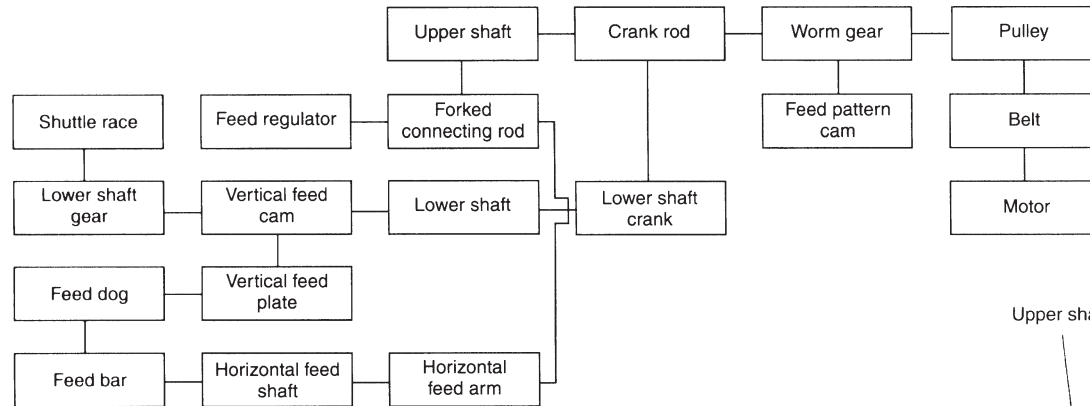 Upper shaft
Crank rod
Worm gear
Pulley
Shuttle race
Feed regulator
Forked
connecting rod
Feed pattern
cam
Belt
Lower shaft
gear
Vertical feed
cam
Lower shaft
Lower shaft
crank
Motor
Feed dog
Vertical feed
plate
Upper sha
Feed bar
Horizontal feed
shaft
Horizontal
feed arm